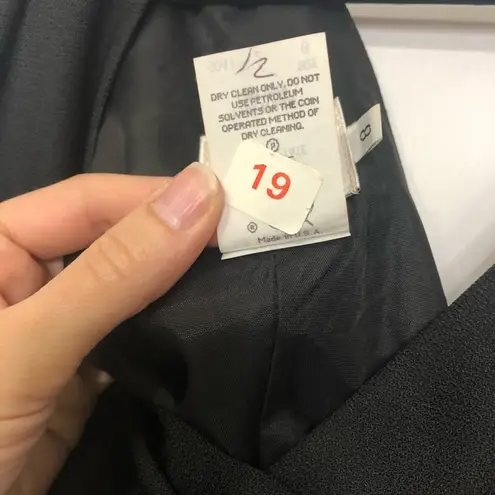 1/2
DRY CLEAN ONLY, DO NOT
USE PETROLEUM
SOLVENTS OR THE COIN
OPERATED METHOD OF
DRY CLEANING.
Ⓟ
19
8
®
Made in U.S.A.